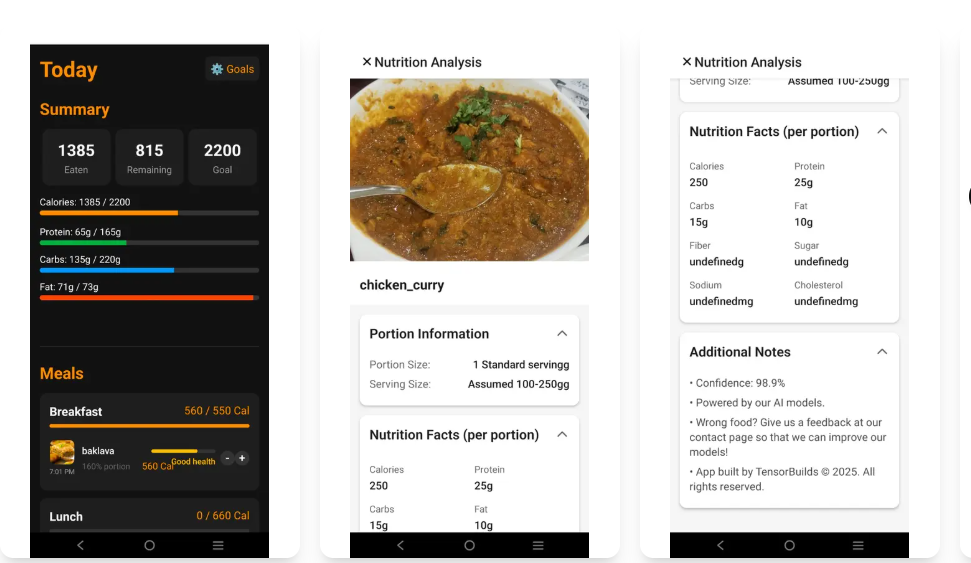 Today
Goals
Summary
1385
815
2200
Eaten
Remaining
Goal
Calories: 1385 / 2200
Protein: 65g / 165g
Carbs: 135g / 220g
Fat: 71g / 73g
Meals
Breakfast
560 / 550 Cal
baklava
160% portion
560 Cal
Good health
- +
7:01 PM
Lunch
0 / 660 Cal
× Nutrition Analysis
chicken_curry
Portion Information
Portion Size: 1 Standard servingg
Serving Size: Assumed 100-250gg
Nutrition Facts (per portion)
Calories Protein
250 25g
Carbs Fat
15g 10g
× Nutrition Analysis
Serving Size: Assumed 100-250gg
Nutrition Facts (per portion)
Calories Protein
250 25g
Carbs Fat
15g 10g
Fiber Sugar
undefinedg undefinedg
Sodium Cholesterol
undefinedmg undefinedmg
Additional Notes
• Confidence: 98.9%
• Powered by our AI models.
• Wrong food? Give us a feedback at our
contact page so that we can improve our
models!
• App built by TensorBuilds © 2025. All
rights reserved.